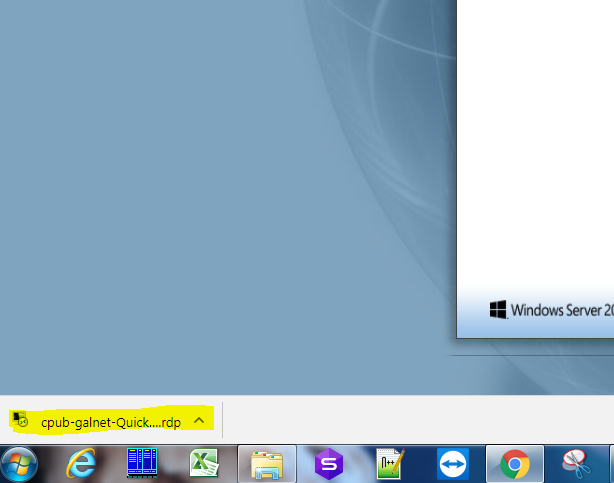 Windows Server 20
cpub-galnet-Quick....rdp
n++
S